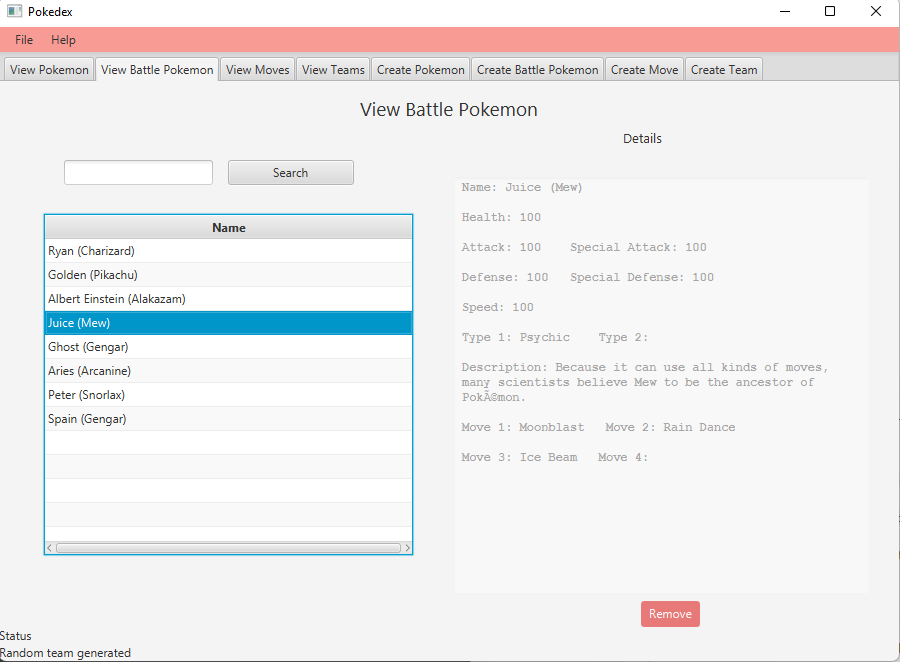 Pokedex
File Help
View Pokemon View Battle Pokemon View Moves View Teams Create Pokemon Create Battle Pokemon Create Move Create Team
View Battle Pokemon
Details
Search
Name
Ryan (Charizard)
Golden (Pikachu)
Albert Einstein (Alakazam)
Juice (Mew)
Ghost (Gengar)
Aries (Arcanine)
Peter (Snorlax)
Spain (Gengar)
Name: Juice (Mew)
Health: 100
Attack: 100 Special Attack: 100
Defense: 100 Special Defense: 100
Speed: 100
Type 1: Psychic Type 2:
Description: Because it can use all kinds of moves,
many scientists believe Mew to be the ancestor of
PokÃ©mon.
Move 1: Moonblast Move 2: Rain Dance
Move 3: Ice Beam Move 4:
Remove
Status
Random team generated